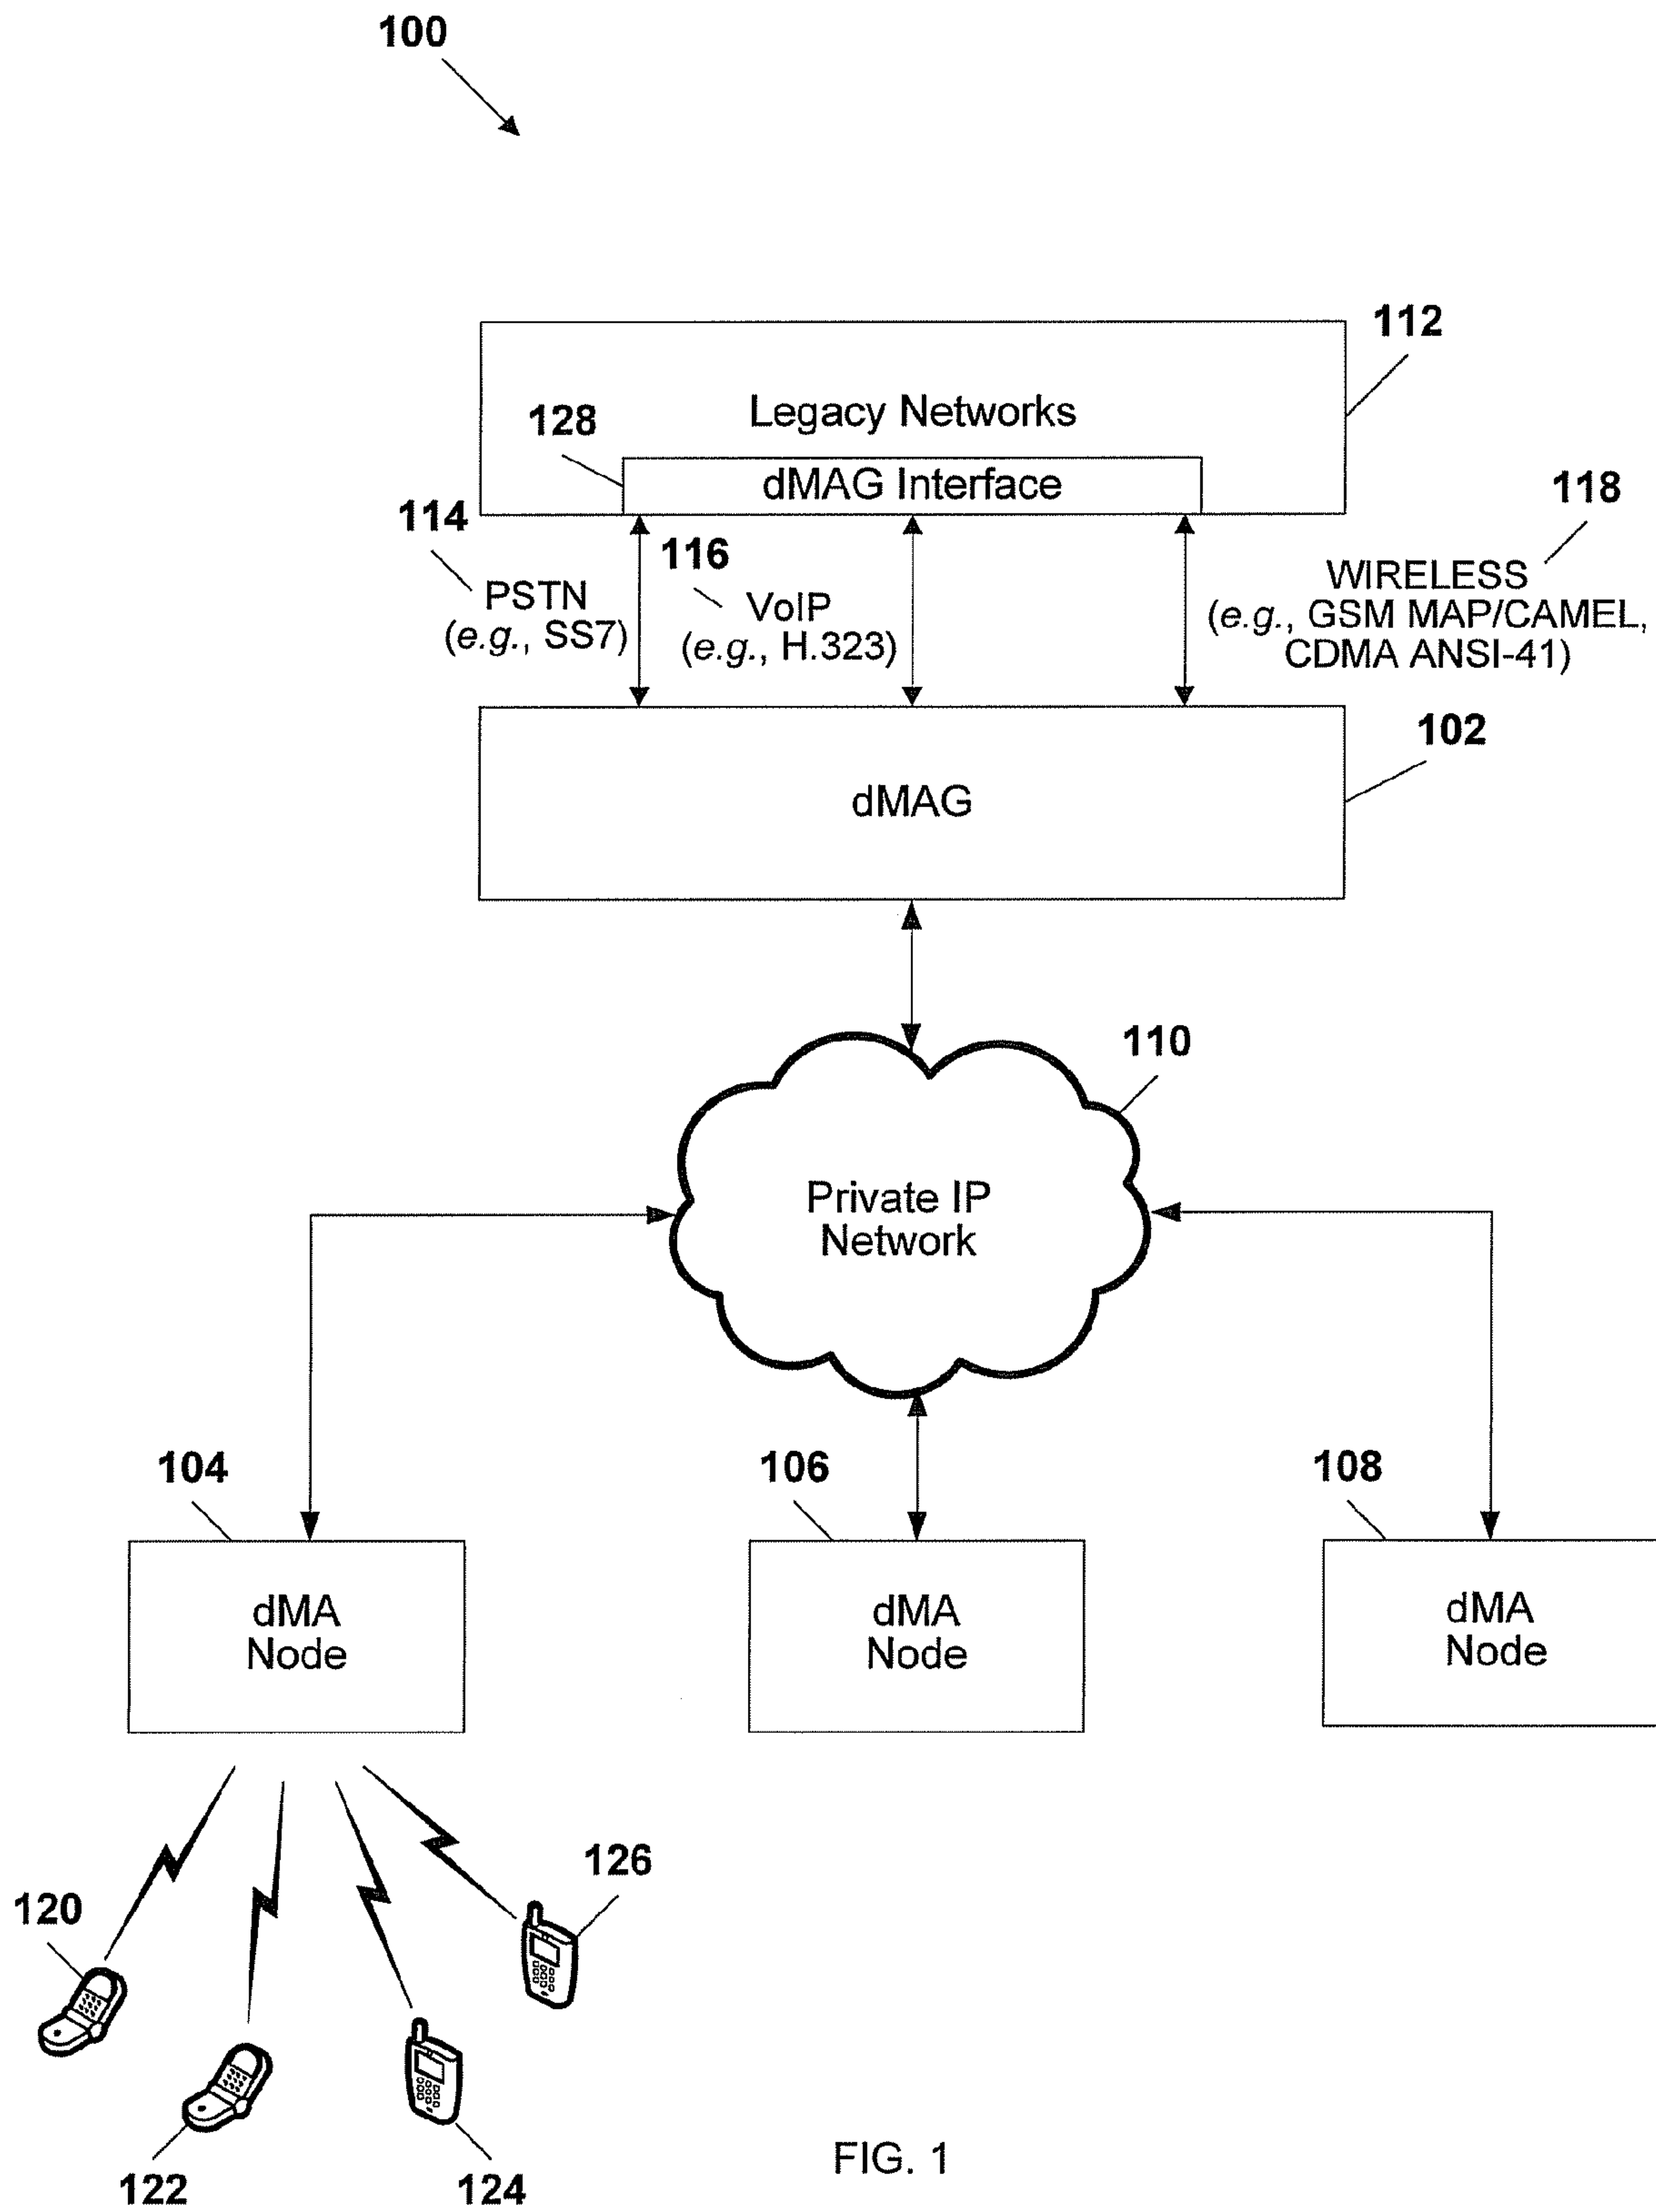 100
112
Legacy Networks
128
dMAG Interface
118
114
116
WIRELESS
(e.g., GSM MAP/CAMEL,
CDMA ANSI-41)
PSTN
(e.g., SS7)
VoIP
(e.g., H.323)
102
dMAG
110
Private IP
Network
104
106
108
dMA
Node
dMA
Node
dMA
Node
126
120
122
124
FIG. 1